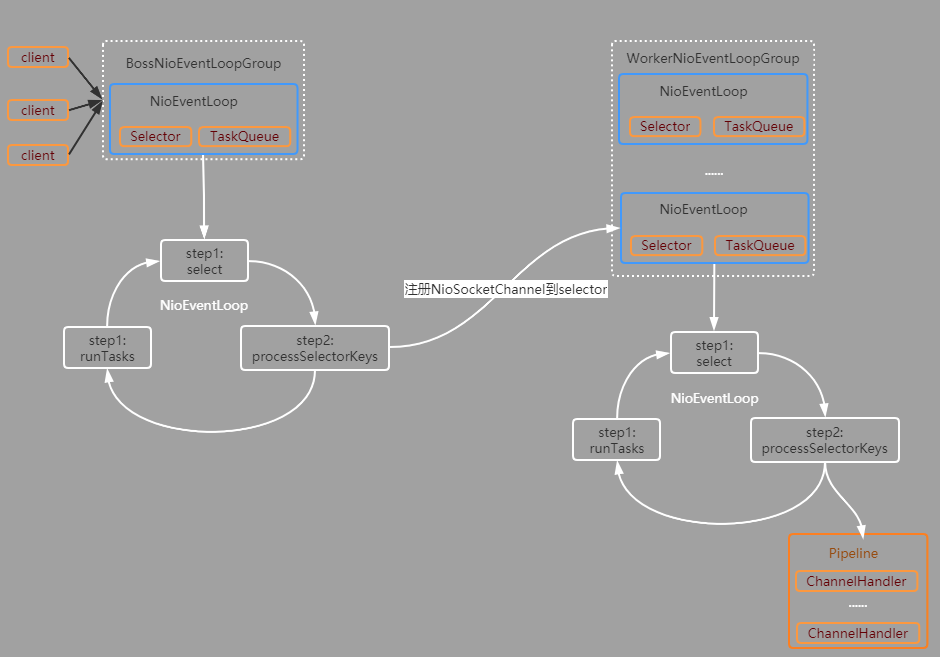 client
client
client
BossNioEventLoopGroup
NioEventLoop
Selector
TaskQueue
step1:
select
NioEventLoop
step1:
runTasks
step2:
processSelectorKeys
注册NioSocketChannel到selector
WorkerNioEventLoopGroup
NioEventLoop
Selector
TaskQueue
......
NioEventLoop
Selector
TaskQueue
step1:
select
NioEventLoop
step1:
runTasks
step2:
processSelectorKeys
Pipeline
ChannelHandler
......
ChannelHandler